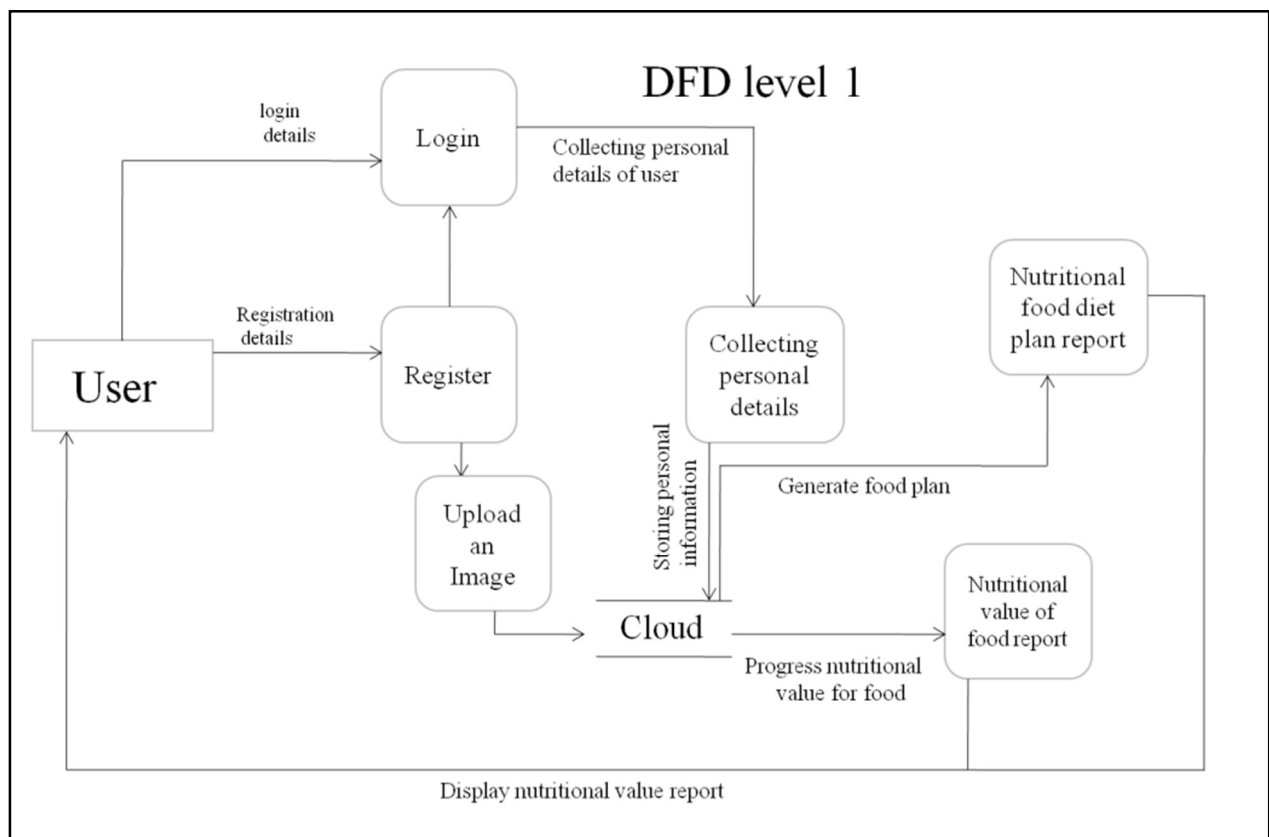 DFD level 1
login
details
Login
Collecting personal
details of user
Registration
details
User
Register
Collecting
personal
details
Nutritional
food diet
plan report
Storing personal
information
Generate food plan
Upload
an
Image
Cloud
Nutritional
value of
food report
Progress nutritional
value for food
Display nutritional value report